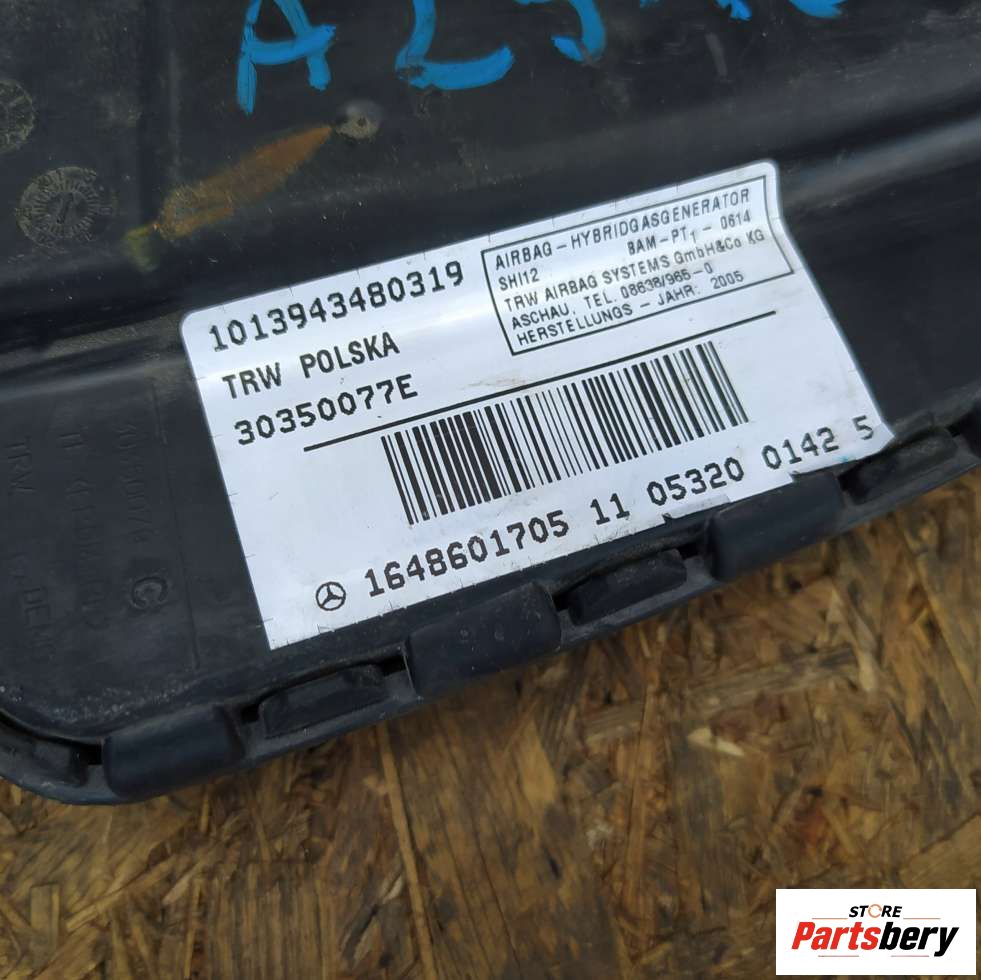 1013943480319
TRW POLSKA
30350077E
AIRBAG - HYBRIDGASGENERATOR
SHI12 BAM-PT1 - 0614
TRW AIRBAG SYSTEMS GmbH&Co KG
ASCHAU, TEL. 08638/965-0
HERSTELLUNGS - JAHR: 2005
1648601705 11 05320 0142 5
TRW
STORE
Partsbery